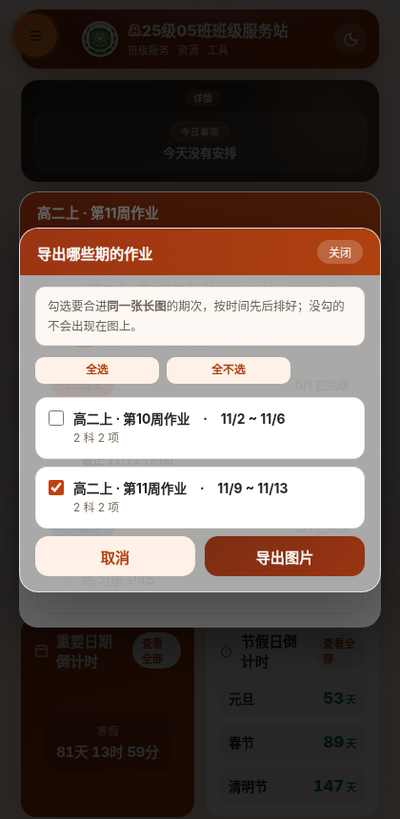 25级05班班级服务站
班级服务 资源 工具
详情
今日事项
今天没有安排
高二上 · 第11周作业
导出哪些期的作业
关闭
勾选要合进同一张长图的期次，按时间先后排好；没勾的
不会出现在图上。
全选
全不选
高二上 · 第10周作业 · 11/2 ~ 11/6
2 科 2 项
高二上 · 第11周作业 · 11/9 ~ 11/13
2 科 2 项
取消
导出图片
重要日期
倒计时
查看
全部
寒假
81天 13时 59分
节假日倒
计时
查看全
部
元旦
53 天
春节
89 天
清明节
147 天